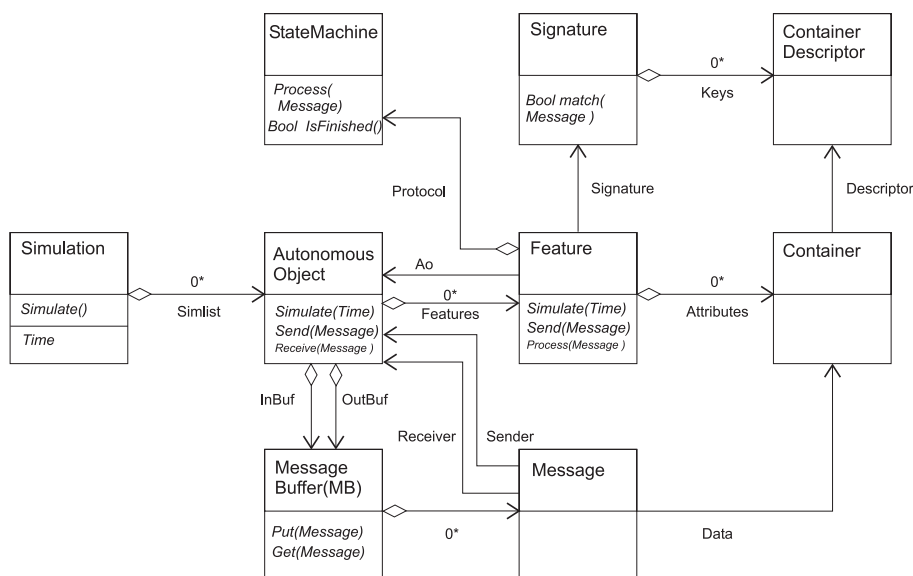 StateMachine
Process(
Message)
Bool IsFinished()
Signature
Bool match(
Message )
0*
Keys
Container
Descriptor
Protocol
Signature
Descriptor
Simulation
Simulate()
Time
0*
Simlist
Autonomous
Object
Simulate(Time)
Send(Message)
Receive(Message )
Ao
0*
Features
Feature
Simulate(Time)
Send(Message)
Process(Message )
0*
Attributes
Container
InBuf
OutBuf
Receiver
Sender
Message
Buffer(MB)
Put(Message)
Get(Message)
0*
Message
Data